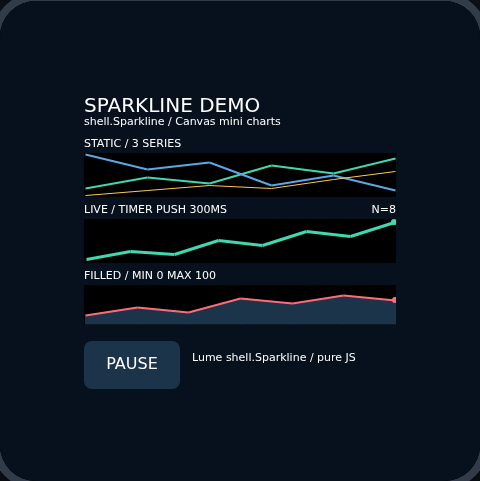 SPARKLINE DEMO
shell.Sparkline / Canvas mini charts
STATIC / 3 SERIES
LIVE / TIMER PUSH 300MS N=8
FILLED / MIN 0 MAX 100
PAUSE Lume shell.Sparkline / pure JS